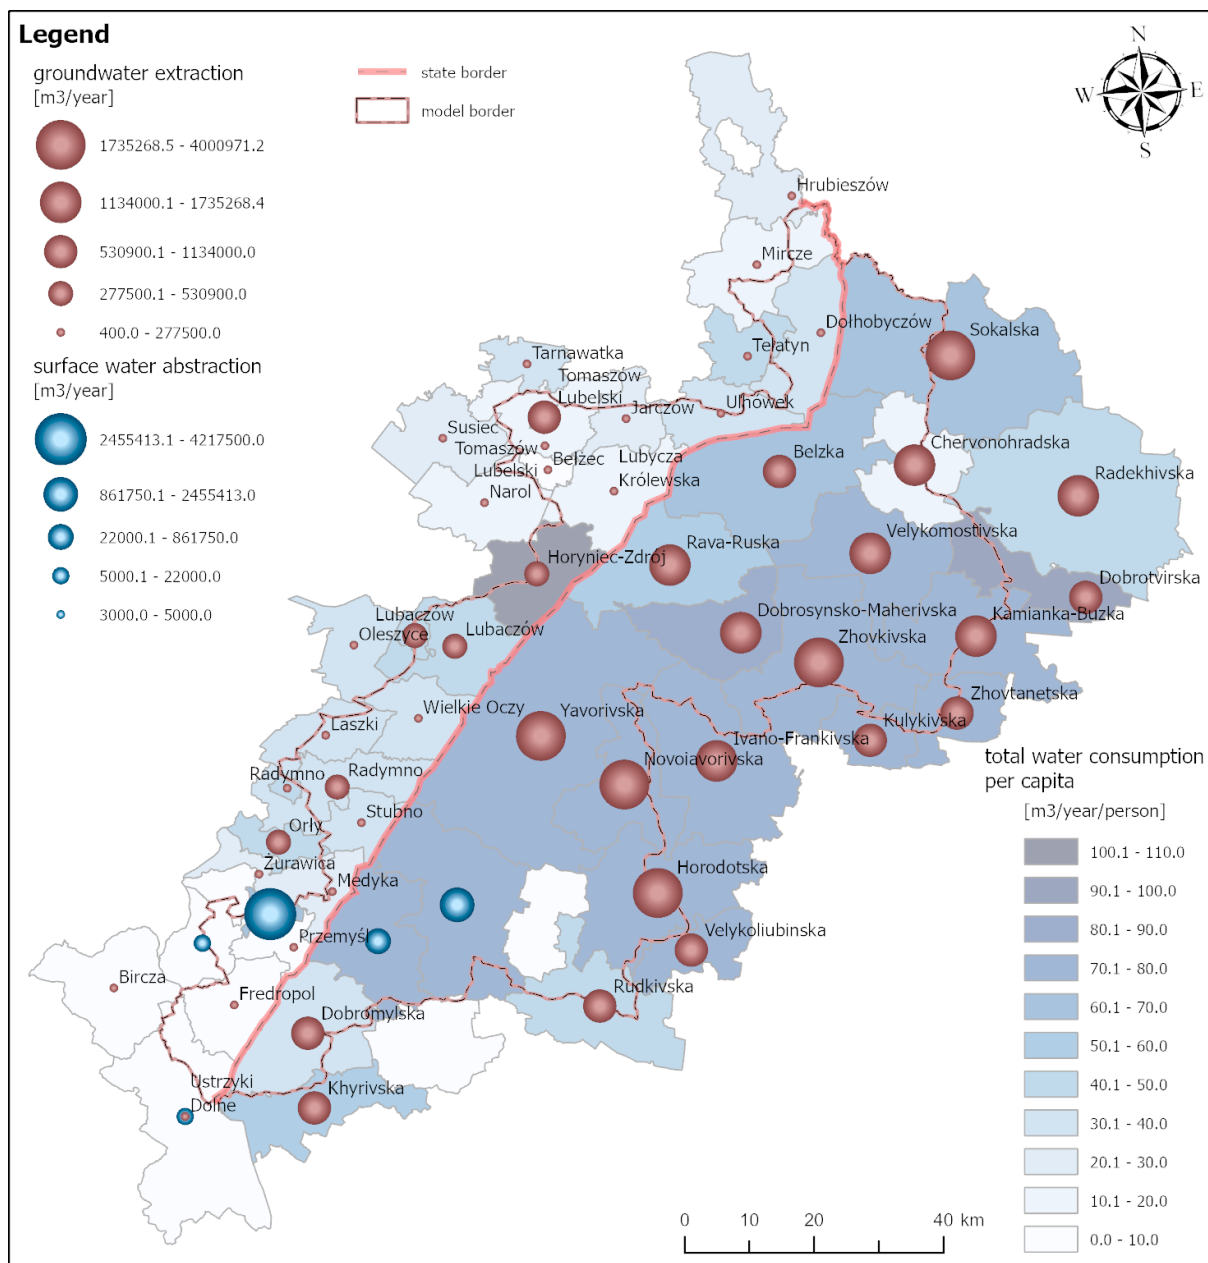 Legend
groundwater extraction
[m3/year]
1735268.5 - 4000971.2
1134000.1 - 1735268.4
530900.1 - 1134000.0
277500.1 - 530900.0
400.0 - 277500.0
surface water abstraction
[m3/year]
2455413.1 - 4217500.0
861750.1 - 2455413.0
22000.1 - 861750.0
5000.1 - 22000.0
3000.0 - 5000.0
state border
model border
N
W E
S
Hrubieszów
Mircze
Dołhobyczów
Sokalska
Telatyn
Tarnawatka
Tomaszów
Lubelski
Jarczów
Ulhówek
Susiec
Tomaszów
Lubelski
Bełżec
Lubycza
Królewska
Narol
Belzka
Chervonohradska
Radekhivska
Horyniec-Zdrój
Rava-Ruska
Velykomostivska
Dobrotvirska
Lubaczów
Oleszyce
Lubaczów
Dobrosynsko-Maherivska
Kamianka-Buzka
Zhovkivska
Zhovtanetska
Wielkie Oczy
Yavorivska
Kulykivska
Laszki
Ivano-Frankivska
Novoiavorivska
Radymno
Radymno
Stubno
Orły
Żurawica
Medyka
Horodotska
Przemyśl
Velykoliubinska
Bircza
Fredropol
Rudkivska
Dobromylska
Ustrzyki
Dolne
Khyrivska
total water consumption
per capita
[m3/year/person]
100.1 - 110.0
90.1 - 100.0
80.1 - 90.0
70.1 - 80.0
60.1 - 70.0
50.1 - 60.0
40.1 - 50.0
30.1 - 40.0
20.1 - 30.0
10.1 - 20.0
0.0 - 10.0
0 10 20 40 km